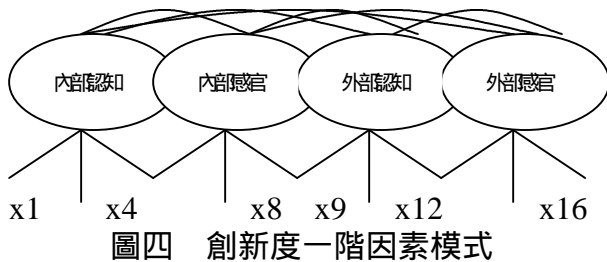 內部認知 內部感官 外部認知 外部感官
x1 x4 x8 x9 x12 x16
圖四 創新度一階因素模式